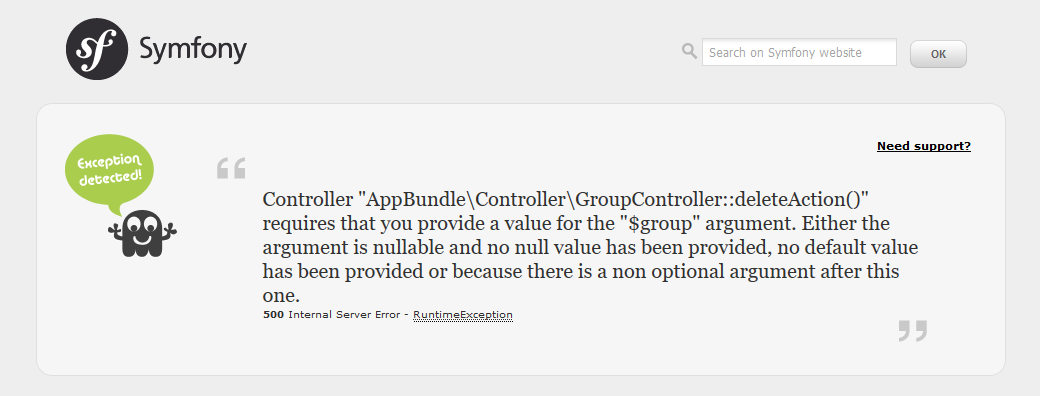 sf Symfony
Search on Symfony website
OK
Need support?
Exception
detected!
“
Controller "AppBundle\Controller\GroupController::deleteAction()"
requires that you provide a value for the "$group" argument. Either the
argument is nullable and no null value has been provided, no default value
has been provided or because there is a non optional argument after this
one.
500 Internal Server Error - RuntimeException
”